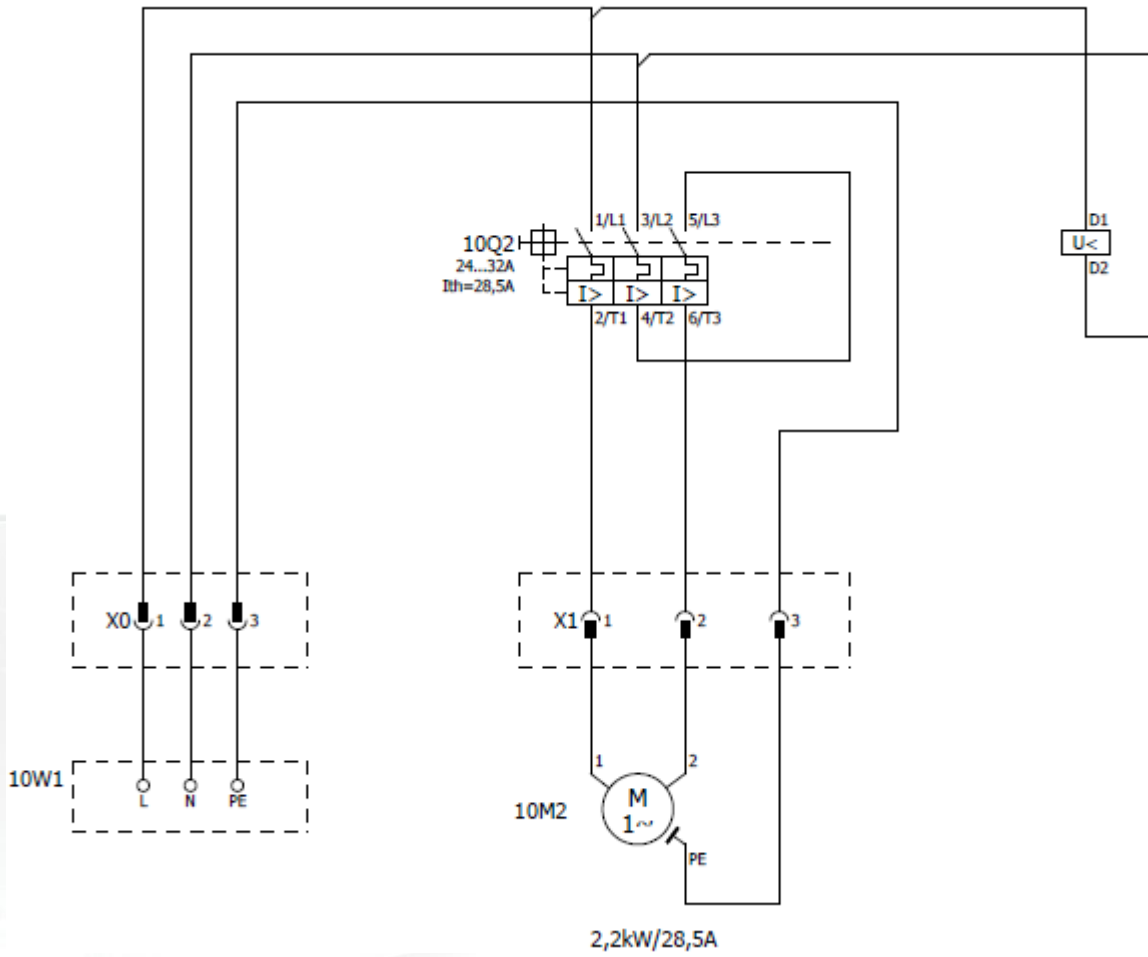 1/L1 3/L2 5/L3
10Q2
24...32A
Ith=28,5A
I> I> I>
2/T1 4/T2 6/T3
D1
U<
D2
X0 1 2 3
X1 1 2 3
10W1
L N PE
1 2
10M2
M
1~
PE
2,2kW/28,5A